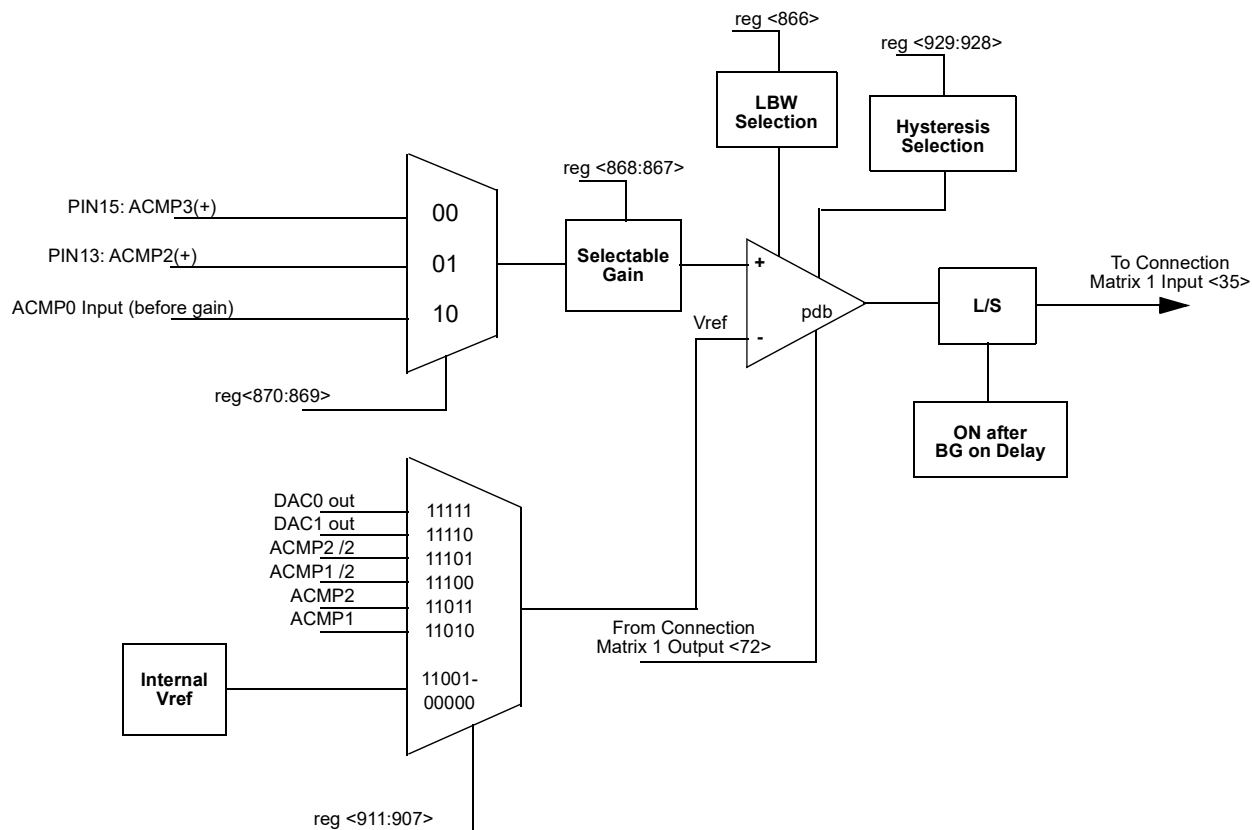 reg <866>
reg <929:928>
LBW
Selection
Hysteresis
Selection
reg <868:867>
PIN15: ACMP3(+)
00
PIN13: ACMP2(+)
01
ACMP0 Input (before gain)
10
Selectable
Gain
+
Vref
-
pdb
L/S
To Connection
Matrix 1 Input <35>
reg<870:869>
ON after
BG on Delay
DAC0 out
11111
DAC1 out
11110
ACMP2 /2
11101
ACMP1 /2
11100
ACMP2
11011
ACMP1
11010
From Connection
Matrix 1 Output <72>
Internal
Vref
11001-
00000
reg <911:907>